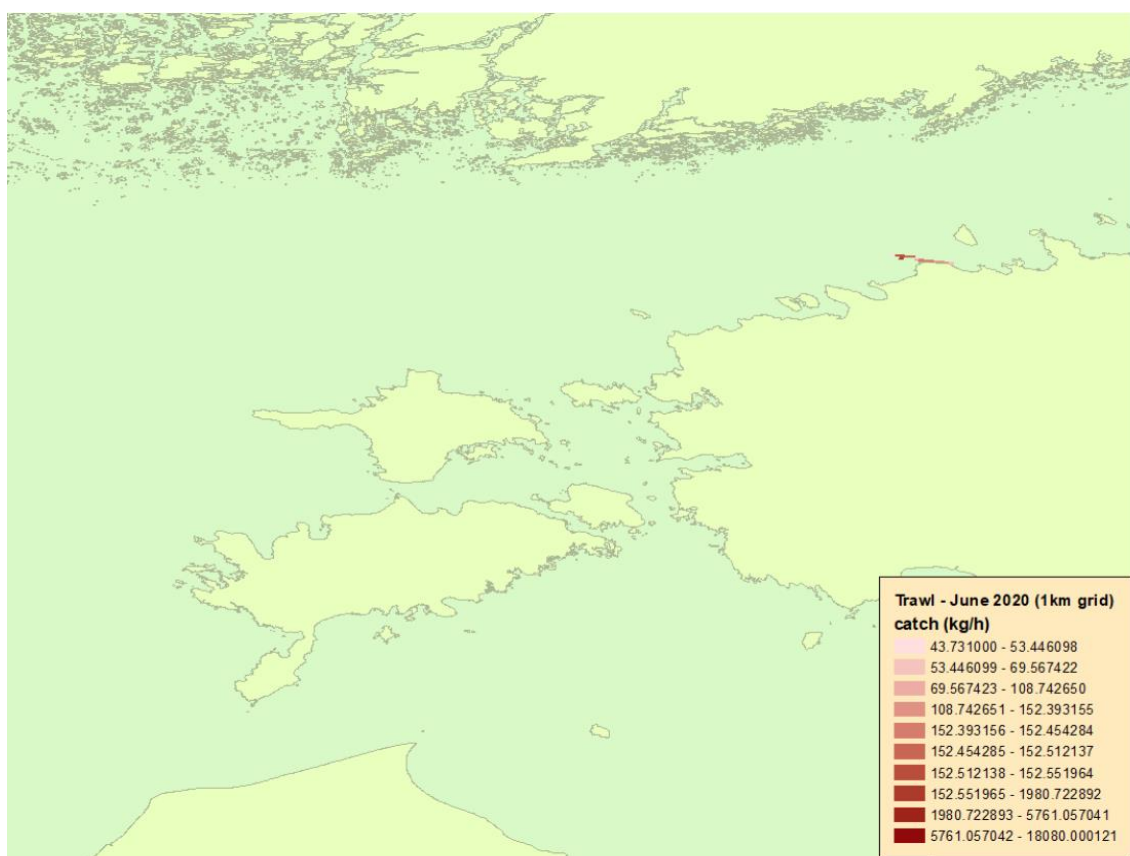 Trawl - June 2020 (1km grid)
catch (kg/h)
43.731000 - 53.446098
53.446099 - 69.567422
69.567423 - 108.742650
108.742651 - 152.393155
152.393156 - 152.454284
152.454285 - 152.512137
152.512138 - 152.551964
152.551965 - 1980.722892
1980.722893 - 5761.057041
5761.057042 - 18080.000121